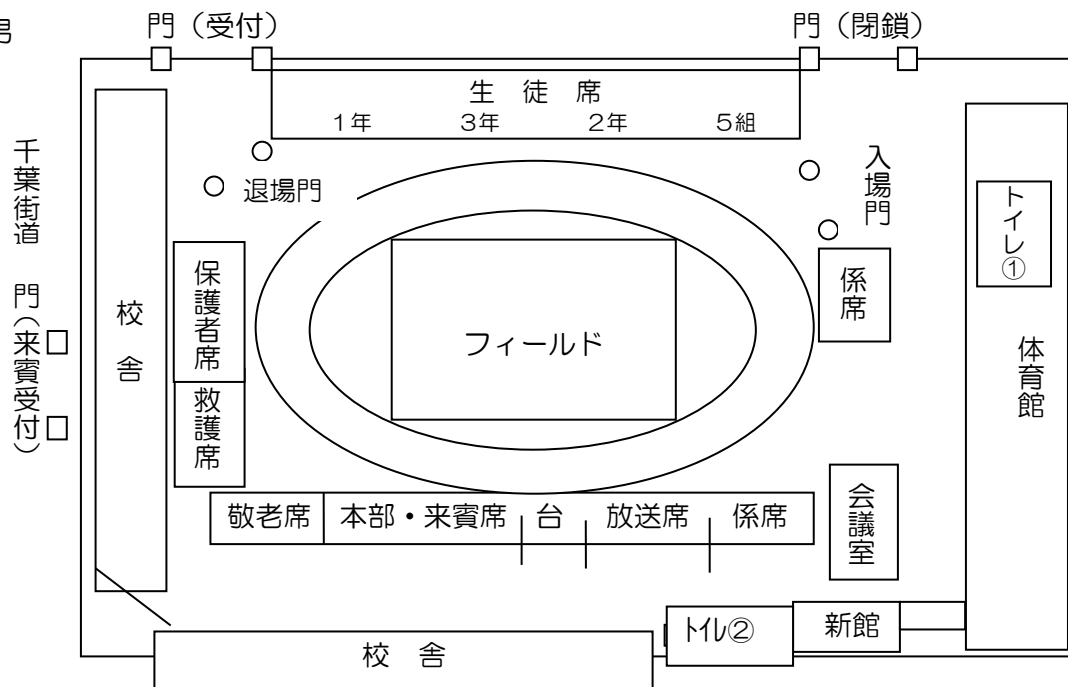 男
門（受付）
門（閉鎖）
生徒席
１年　３年　２年　５組
千葉街道　門（来賓受付）
退場門
入場門
トイレ①
校舎
保護者席
係席
フィールド
体育館
救護席
敬老席　本部・来賓席　台　放送席　係席
会議室
ﾄｲﾚ②
新館
校舎